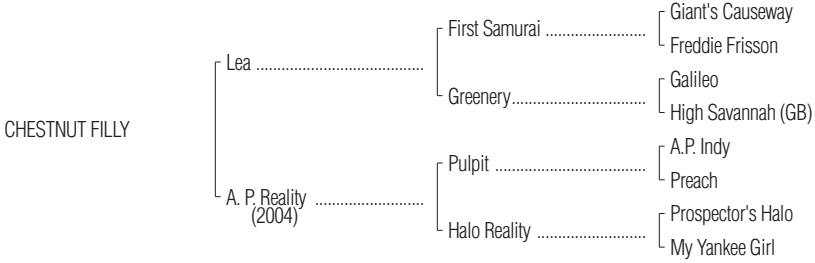 Giant's Causeway
First Samurai ........................
Freddie Frisson
Lea ........................................
Galileo
Greenery................................
High Savannah (GB)
CHESTNUT FILLY
A.P. Indy
Pulpit ....................................
Preach
A. P. Reality ..........................
(2004)
Prospector's Halo
Halo Reality ..........................
My Yankee Girl